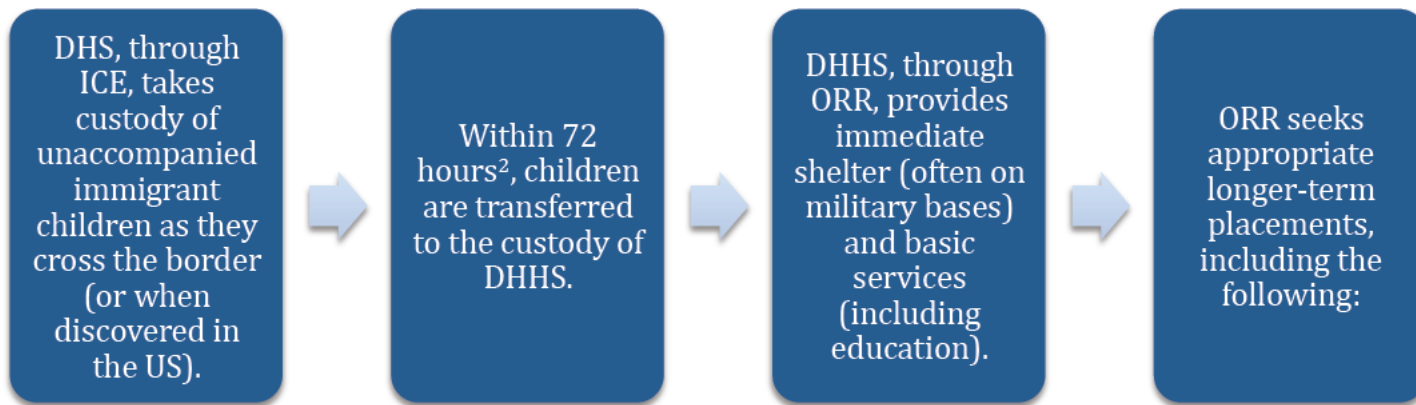 DHS, through
ICE, takes
custody of
unaccompanied
immigrant
children as they
cross the border
(or when
discovered in
the US).
Within 72
hours², children
are transferred
to the custody of
DHHS.
DHHS, through
ORR, provides
immediate
shelter (often on
military bases)
and basic
services
(including
education).
ORR seeks
appropriate
longer-term
placements,
including the
following: